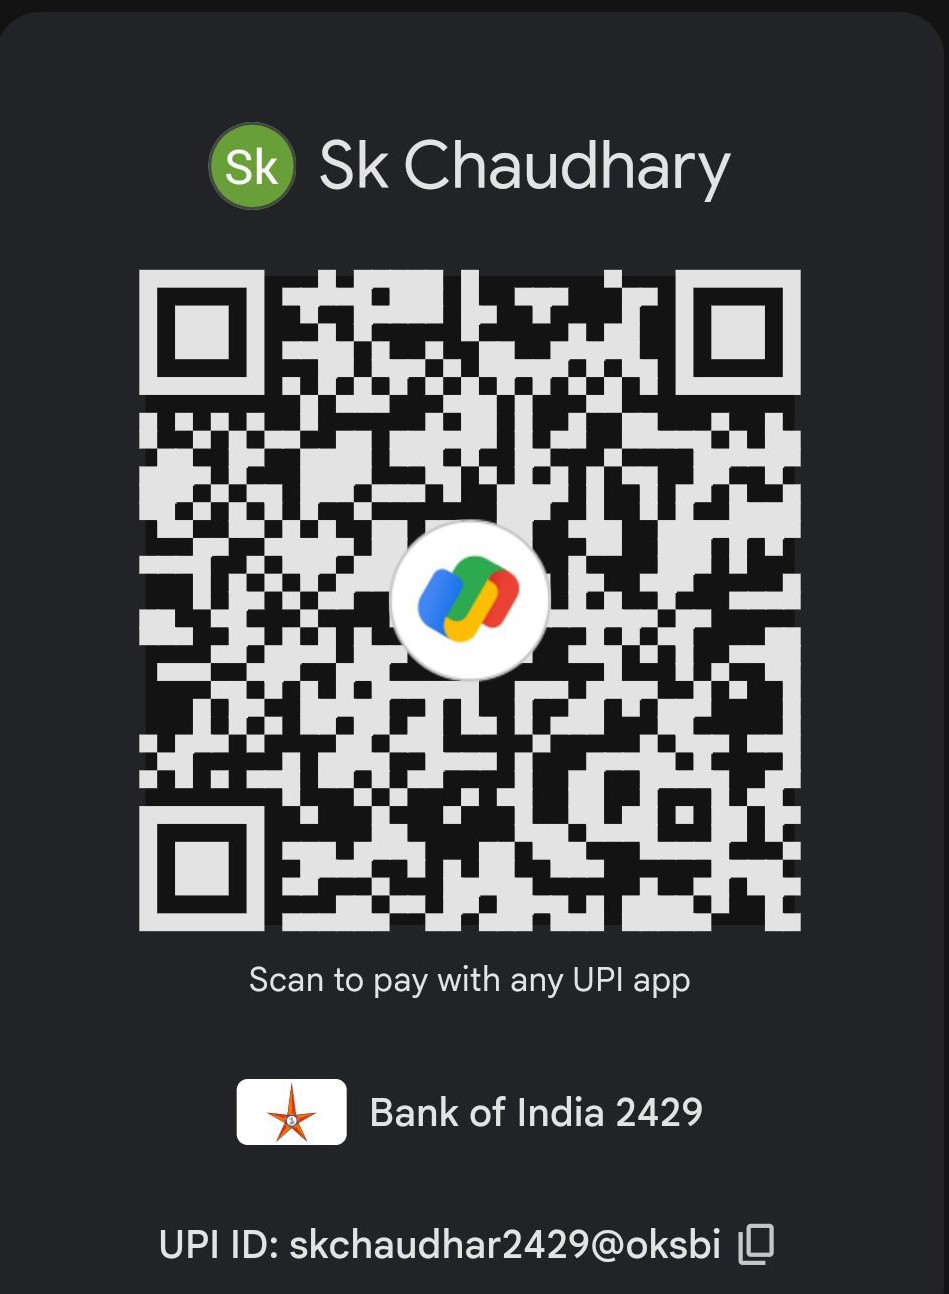 Sk Sk Chaudhary
Scan to pay with any UPI app
Bank of India 2429
UPI ID: skchaudhar2429@oksbi